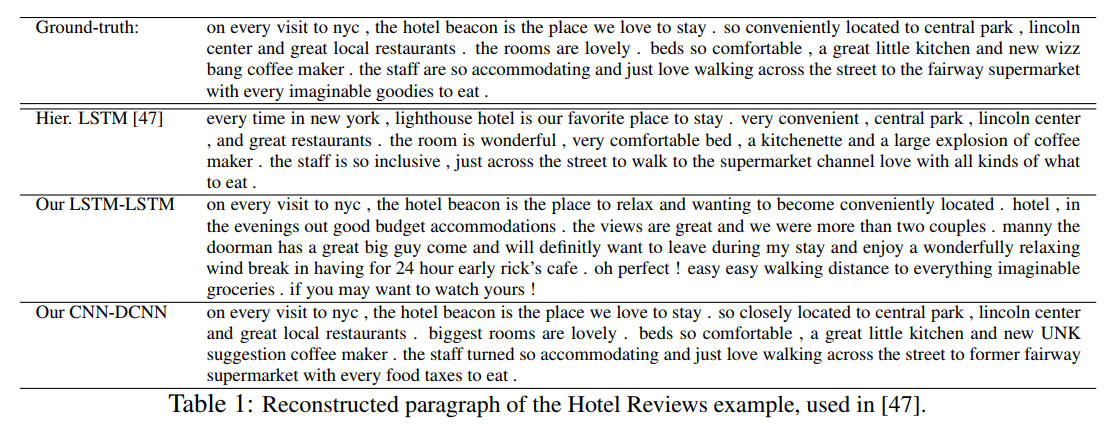 Ground-truth: on every visit to nyc , the hotel beacon is the place we love to stay . so conveniently located to central park , lincoln
center and great local restaurants . the rooms are lovely . beds so comfortable , a great little kitchen and new wizz
bang coffee maker . the staff are so accommodating and just love walking across the street to the fairway supermarket
with every imaginable goodies to eat .
Hier. LSTM [47] every time in new york , lighthouse hotel is our favorite place to stay . very convenient , central park , lincoln center
, and great restaurants . the room is wonderful , very comfortable bed , a kitchenette and a large explosion of coffee
maker . the staff is so inclusive , just across the street to walk to the supermarket channel love with all kinds of what
to eat .
Our LSTM-LSTM on every visit to nyc , the hotel beacon is the place to relax and wanting to become conveniently located . hotel , in
the evenings out good budget accommodations . the views are great and we were more than two couples . manny the
doorman has a great big guy come and will definitly want to leave during my stay and enjoy a wonderfully relaxing
wind break in having for 24 hour early rick's cafe . oh perfect ! easy easy walking distance to everything imaginable
groceries . if you may want to watch yours !
Our CNN-DCNN on every visit to nyc , the hotel beacon is the place we love to stay . so closely located to central park , lincoln center
and great local restaurants . biggest rooms are lovely . beds so comfortable , a great little kitchen and new UNK
suggestion coffee maker . the staff turned so accommodating and just love walking across the street to former fairway
supermarket with every food taxes to eat .
Table 1: Reconstructed paragraph of the Hotel Reviews example, used in [47].